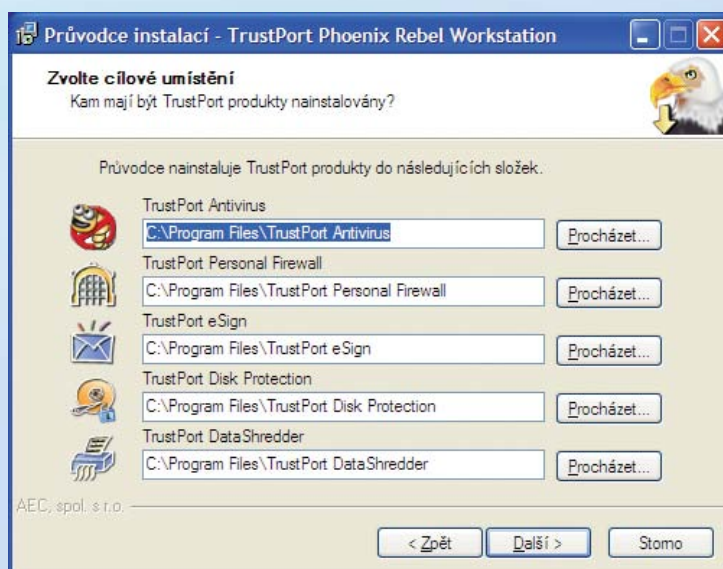 Průvodce instalací - TrustPort Phoenix Rebel Workstation
Zvolte cílové umístění
Kam mají být TrustPort produkty nainstalovány?
Průvodce nainstaluje TrustPort produkty do následujících složek.
TrustPort Antivirus
C:\Program Files\TrustPort Antivirus
Procházet...
TrustPort Personal Firewall
C:\Program Files\TrustPort Personal Firewall
Procházet...
TrustPort eSign
C:\Program Files\TrustPort eSign
Procházet...
TrustPort Disk Protection
C:\Program Files\TrustPort Disk Protection
Procházet...
TrustPort DataShredder
C:\Program Files\TrustPort DataShredder
Procházet...
AEC, spol. s r.o.
< Zpět
Další >
Storno